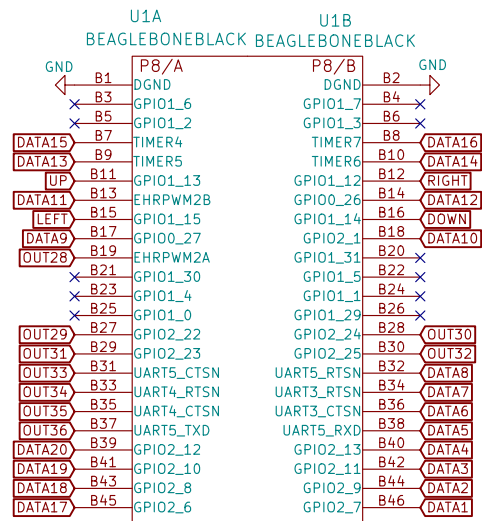 U1A U1B
BEAGLEBONEBLACK BEAGLEBONEBLACK
GND P8/A P8/B GND
B1 DGND DGND B2
B3 GPIO1_6 GPIO1_7 B4
B5 GPIO1_2 GPIO1_3 B6
DATA15 B7 TIMER4 TIMER7 B8 DATA16
DATA13 B9 TIMER5 TIMER6 B10 DATA14
UP B11 GPIO1_13 GPIO1_12 B12 RIGHT
DATA11 B13 EHRPWM2B GPIO0_26 B14 DATA12
LEFT B15 GPIO1_15 GPIO1_14 B16 DOWN
DATA9 B17 GPIO0_27 GPIO2_1 B18 DATA10
OUT28 B19 EHRPWM2A GPIO1_31 B20
B21 GPIO1_30 GPIO1_5 B22
B23 GPIO1_4 GPIO1_1 B24
B25 GPIO1_0 GPIO1_29 B26
OUT29 B27 GPIO2_22 GPIO2_24 B28 OUT30
OUT31 B29 GPIO2_23 GPIO2_25 B30 OUT32
OUT33 B31 UART5_CTSN UART5_RTSN B32 DATA8
OUT34 B33 UART4_RTSN UART3_RTSN B34 DATA7
OUT35 B35 UART4_CTSN UART3_CTSN B36 DATA6
OUT36 B37 UART5_TXD UART5_RXD B38 DATA5
DATA20 B39 GPIO2_12 GPIO2_13 B40 DATA4
DATA19 B41 GPIO2_10 GPIO2_11 B42 DATA3
DATA18 B43 GPIO2_8 GPIO2_9 B44 DATA2
DATA17 B45 GPIO2_6 GPIO2_7 B46 DATA1